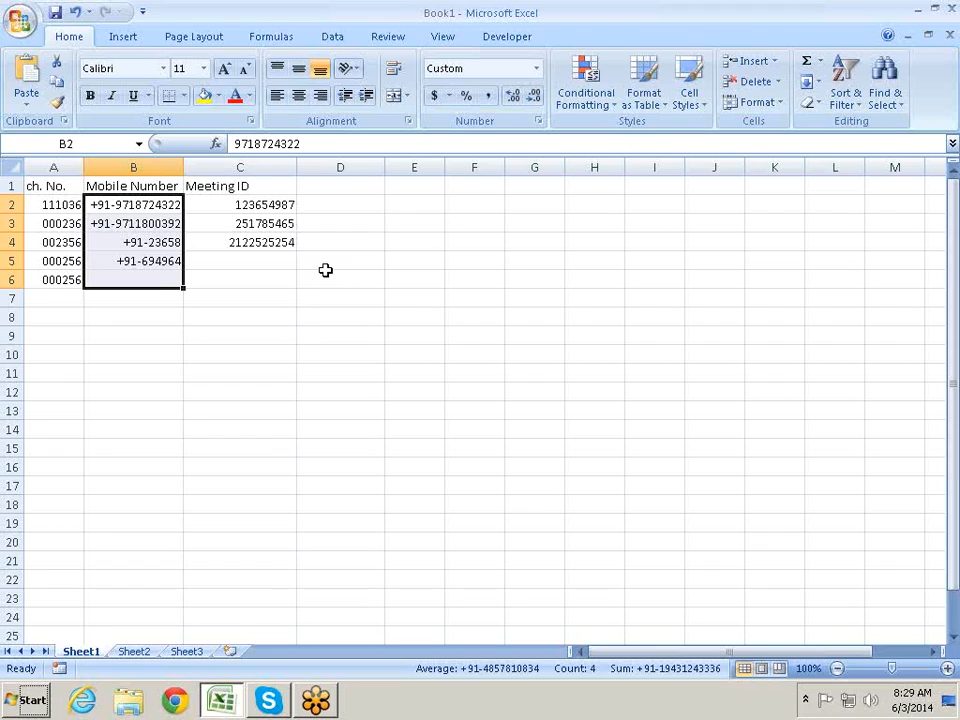 Book1 - Microsoft Excel
Home Insert Page Layout Formulas Data Review View Developer
Paste
Calibri 11 A A
B I U A
Custom
$ % , .00 .0
Conditional Formatting
Format as Table
Cell Styles
Insert
Delete
Format
Σ
Sort & Filter
Find & Select
Clipboard Font Alignment Number Styles Cells Editing
B2 fx 9718724322
A B C D E F G H I J K L M
1 ch. No. Mobile Number Meeting ID
2 111036 +91-9718724322 123654987
3 000236 +91-9711800392 251785465
4 002356 +91-23658 2122525254
5 000256 +91-694964
6 000256
7
8
9
10
11
12
13
14
15
16
17
18
19
20
21
22
23
24
25
Sheet1 Sheet2 Sheet3
Ready Average: +91-4857810834 Count: 4 Sum: +91-19431243336 100%
Start 8:29 AM
6/3/2014